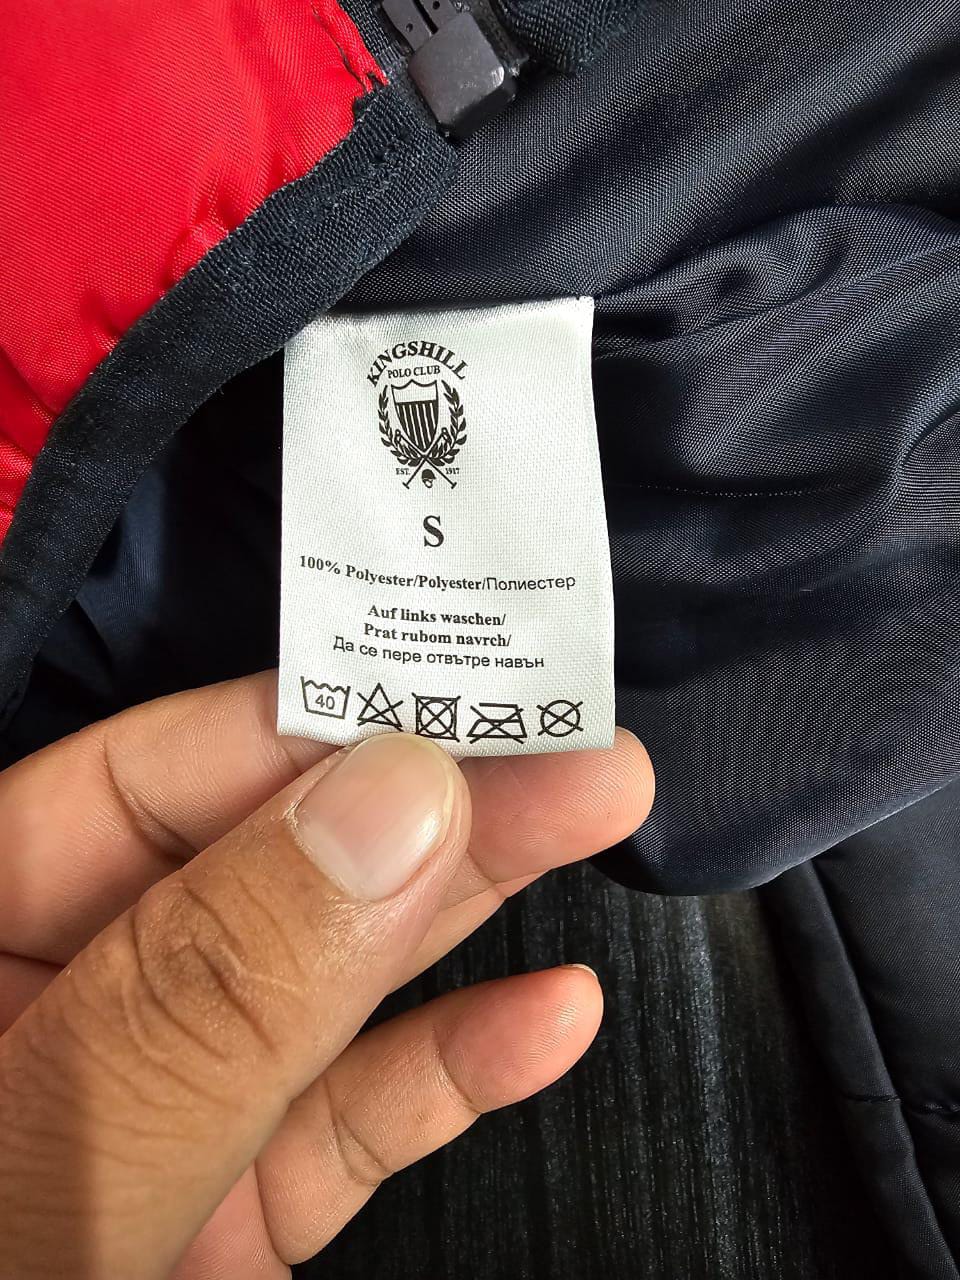 KINGSHILL
POLO CLUB
EST. 1917
S
100% Polyester/Polyester/Полиестер
Auf links waschen/
Prat rubom navrch/
Да се пере отвътре навън
40